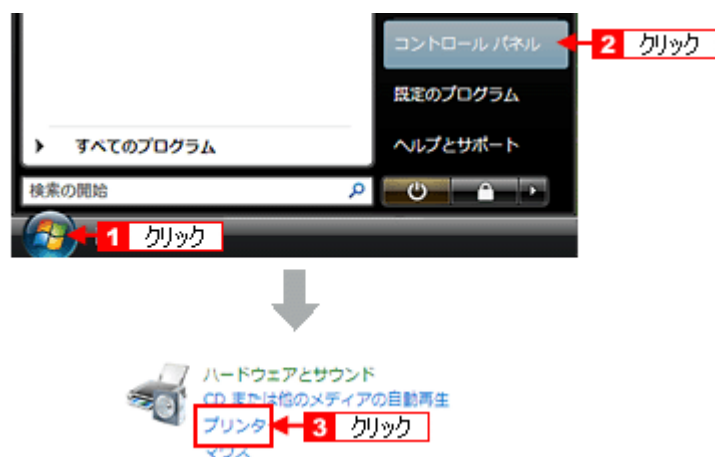 コントロール パネル
2 クリック
既定のプログラム
すべてのプログラム
ヘルプとサポート
検索の開始
1 クリック
ハードウェアとサウンド
CD または他のメディアの自動再生
プリンタ
3 クリック
マウス